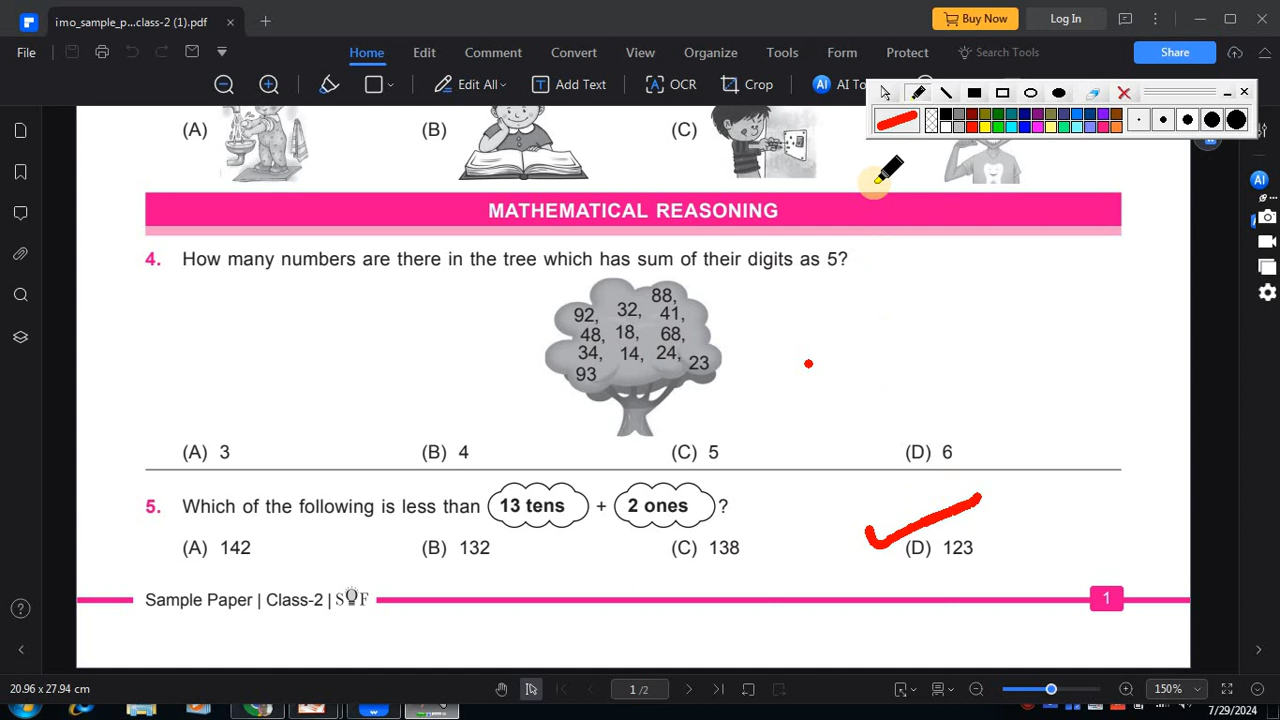 imo_sample_p...class-2 (1).pdf
Buy Now
Log In
File
Home
Edit
Comment
Convert
View
Organize
Tools
Form
Protect
Search Tools
Share
Edit All
Add Text
OCR
Crop
AI To
(A)
(B)
(C)
MATHEMATICAL REASONING
4. How many numbers are there in the tree which has sum of their digits as 5?
88,
92, 32, 41,
48, 18, 68,
34, 14, 24, 23
93
(A) 3
(B) 4
(C) 5
(D) 6
5. Which of the following is less than 13 tens + 2 ones ?
(A) 142
(B) 132
(C) 138
(D) 123
Sample Paper | Class-2 | SOF
1
20.96 x 27.94 cm
1 /2
150%
7/29/2024